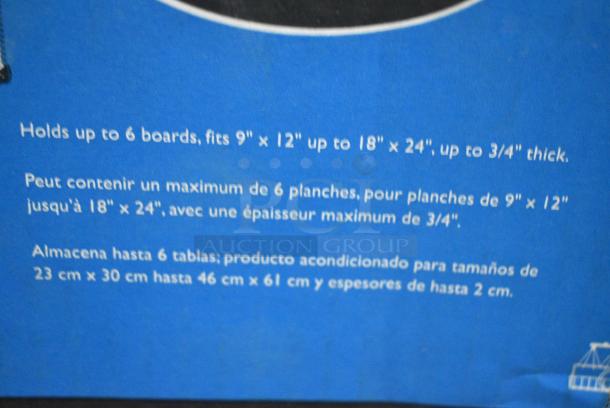 Holds up to 6 boards, fits 9" x 12" up to 18" x 24", up to 3/4" thick.
Peut contenir un maximum de 6 planches, pour planches de 9" x 12"
jusqu'à 18" x 24", avec une épaisseur maximum de 3/4".
PCI
AUCTION GROUP
Almacena hasta 6 tablas; producto acondicionado para tamaños de
23 cm x 30 cm hasta 46 cm x 61 cm y espesores de hasta 2 cm.